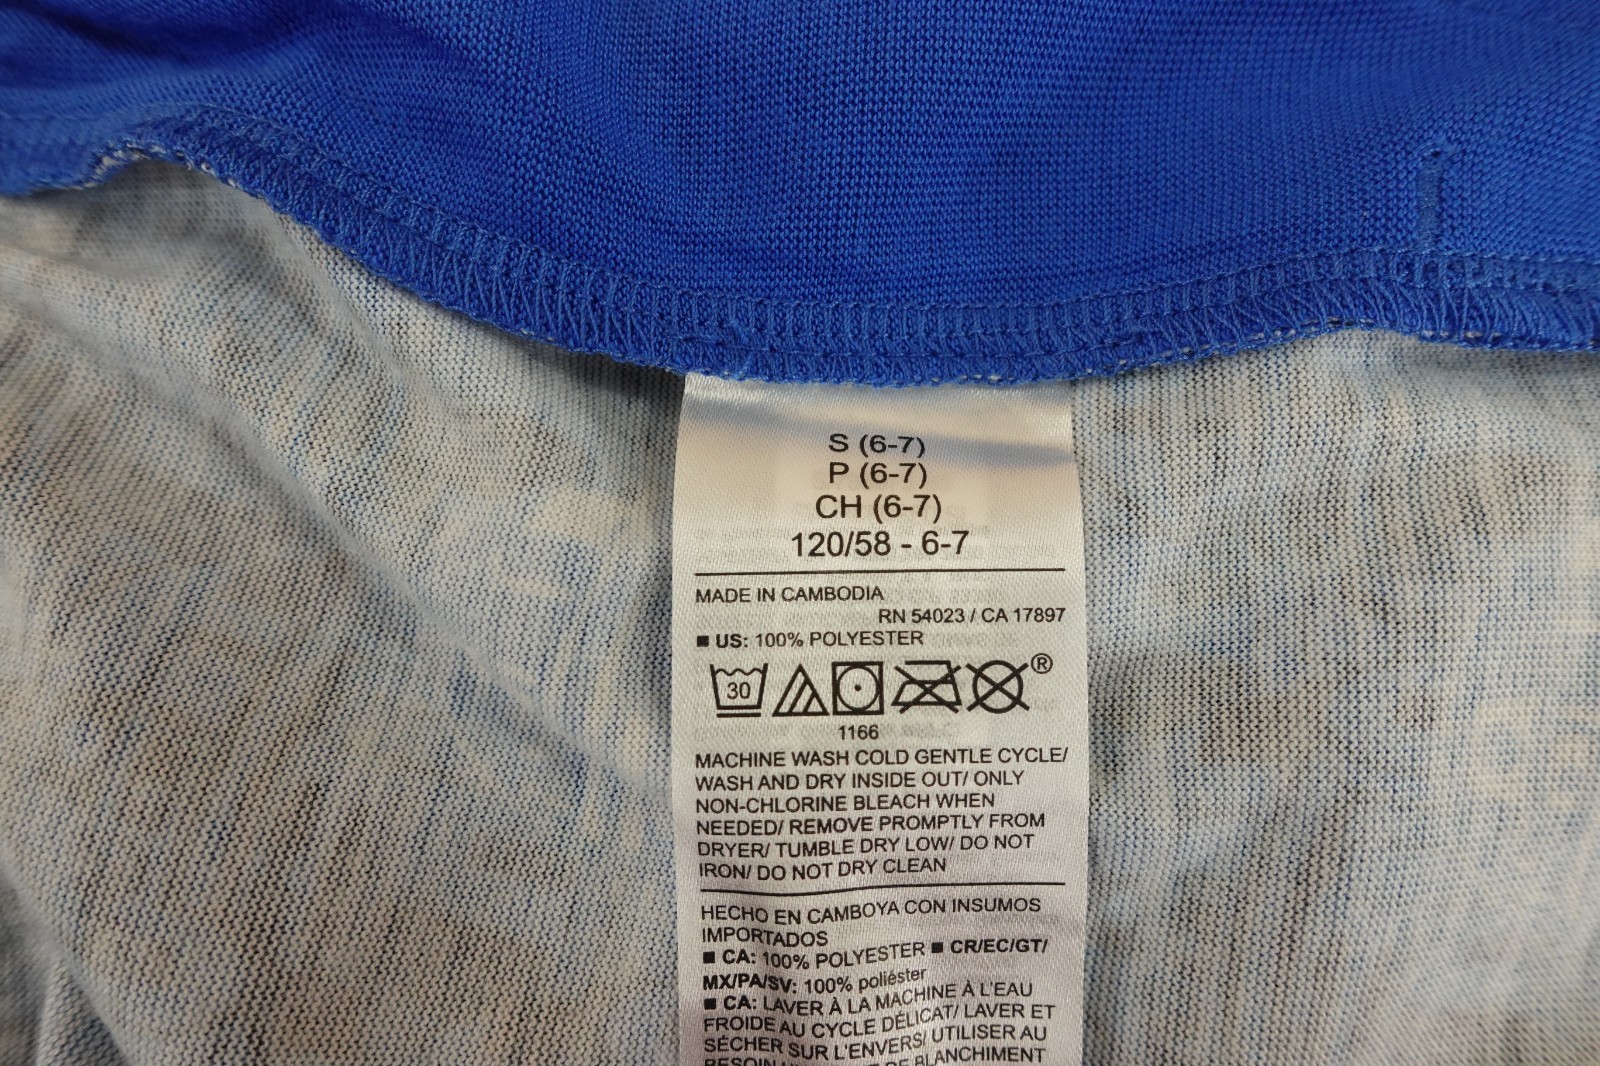 S (6-7)
P (6-7)
CH (6-7)
120/58 - 6-7
MADE IN CAMBODIA
RN 54023 / CA 17897
■ US: 100% POLYESTER
30
®
1166
MACHINE WASH COLD GENTLE CYCLE/
WASH AND DRY INSIDE OUT/ ONLY
NON-CHLORINE BLEACH WHEN
NEEDED/ REMOVE PROMPTLY FROM
DRYER/ TUMBLE DRY LOW/ DO NOT
IRON/ DO NOT DRY CLEAN
HECHO EN CAMBOYA CON INSUMOS
IMPORTADOS
■ CA: 100% POLYESTER ■ CR/EC/GT/
MX/PA/SV: 100% poliéster
■ CA: LAVER À LA MACHINE À L'EAU
FROIDE AU CYCLE DÉLICAT/ LAVER ET
SÉCHER SUR L'ENVERS/ UTILISER AU
BLANCHIMENT